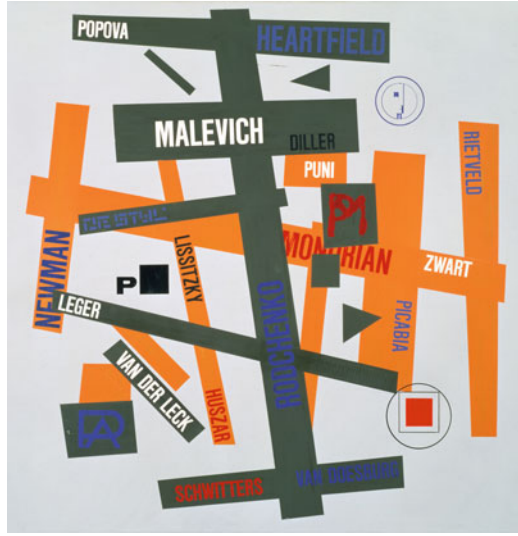 POPOVA
HEARTFIELD
MALEVICH
DILLER
PUNI
RIETVELD
DE STIJL
MONDRIAN
ZWART
NEWMAN
LISSITZKY
P
LEGER
RODCHENKO
PICABIA
VAN DER LECK
HUSZAR
SCHWITTERS
VAN DOESBURG